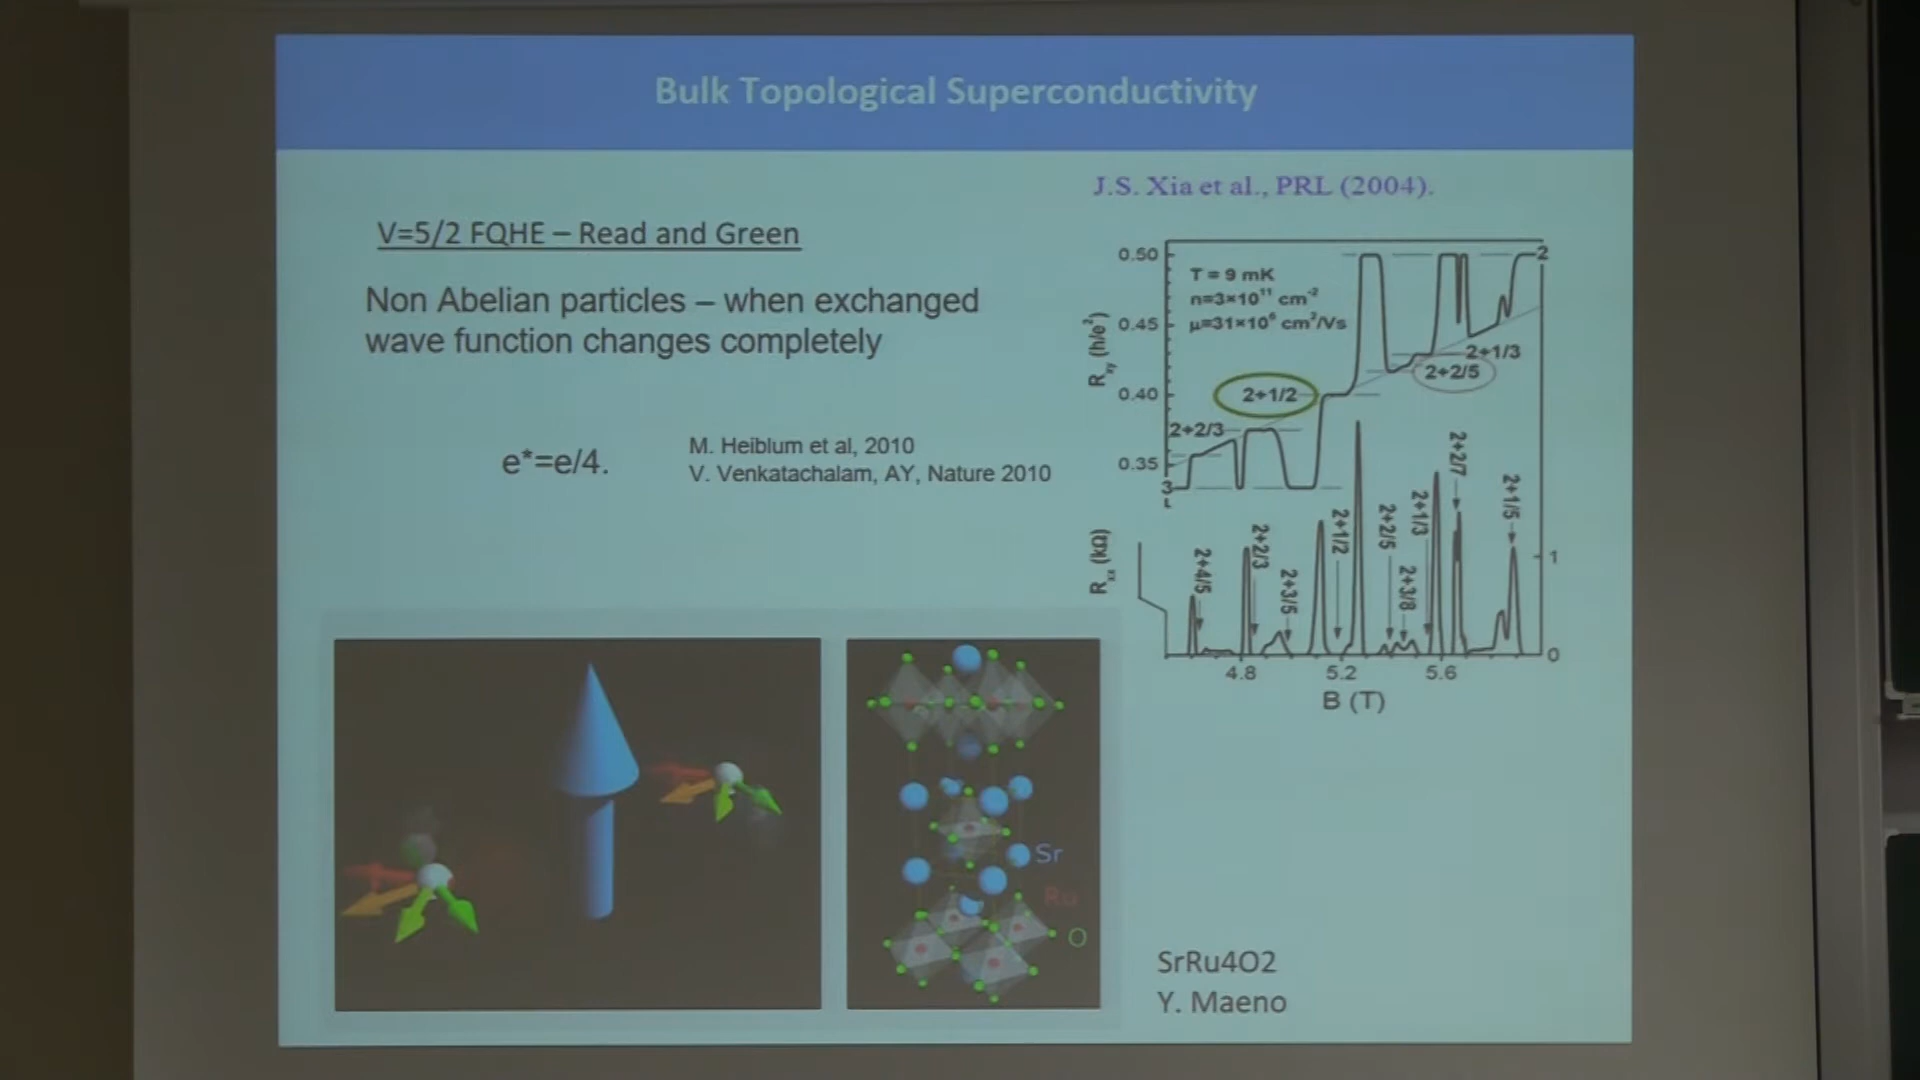 Bulk Topological Superconductivity
V=5/2 FQHE – Read and Green
Non Abelian particles – when exchanged
wave function changes completely
e*=e/4.
M. Heiblum et al, 2010
V. Venkatachalam, AY, Nature 2010
J.S. Xia et al., PRL (2004).
0.50
0.45
0.40
0.35
Rxy (h/e²)
T = 9 mK
n=3×10¹¹ cm⁻²
μ=31×10⁶ cm²/Vs
2
2+1/3
2+2/5
2+1/2
2+2/3
3
Rxx (kΩ)
2+4/5
2+2/3
2+3/5
2+1/2
2+2/5
2+3/8
2+1/3
2+2/7
2+1/5
1
0
4.8 5.2 5.6
B (T)
Sr
Ru
O
SrRu4O2
Y. Maeno